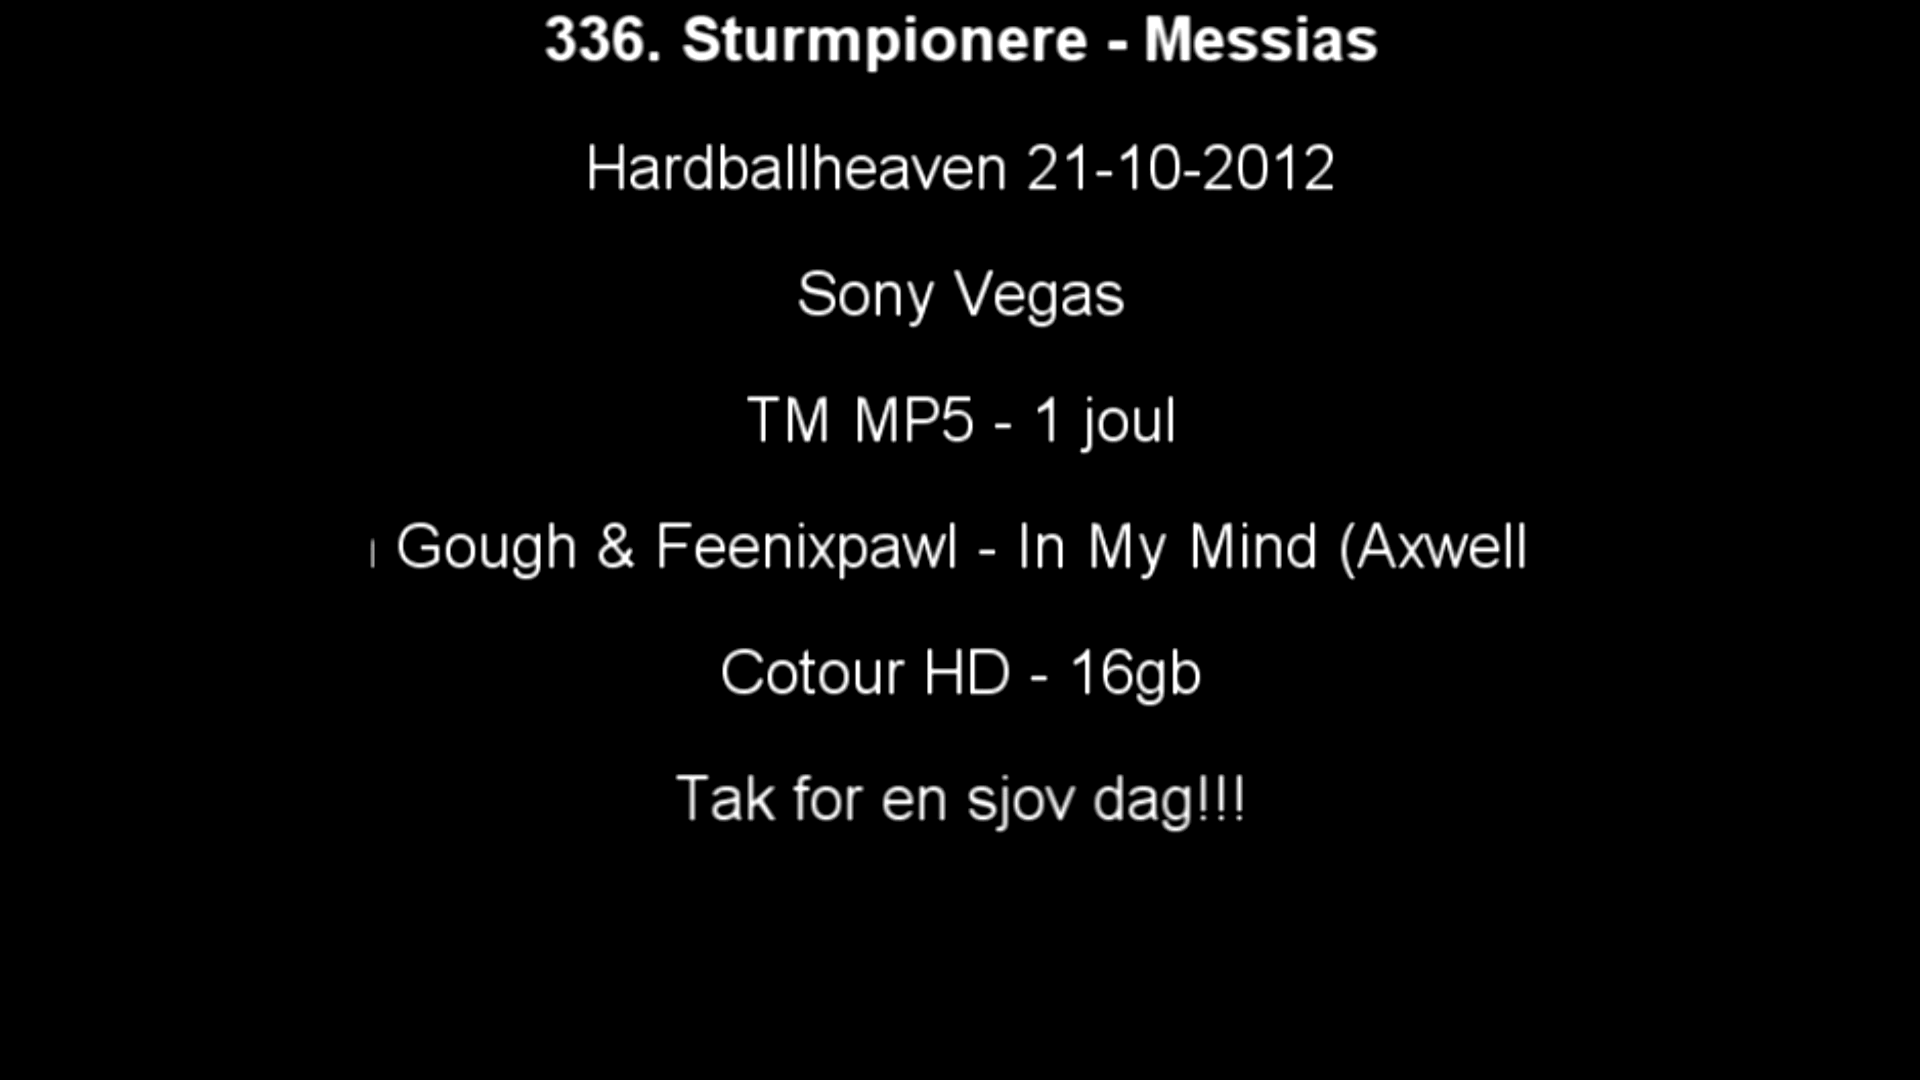 336. Sturmpionere - Messias
Hardballheaven 21-10-2012
Sony Vegas
TM MP5 - 1 joul
Gough & Feenixpawl - In My Mind (Axwell
Cotour HD - 16gb
Tak for en sjov dag!!!